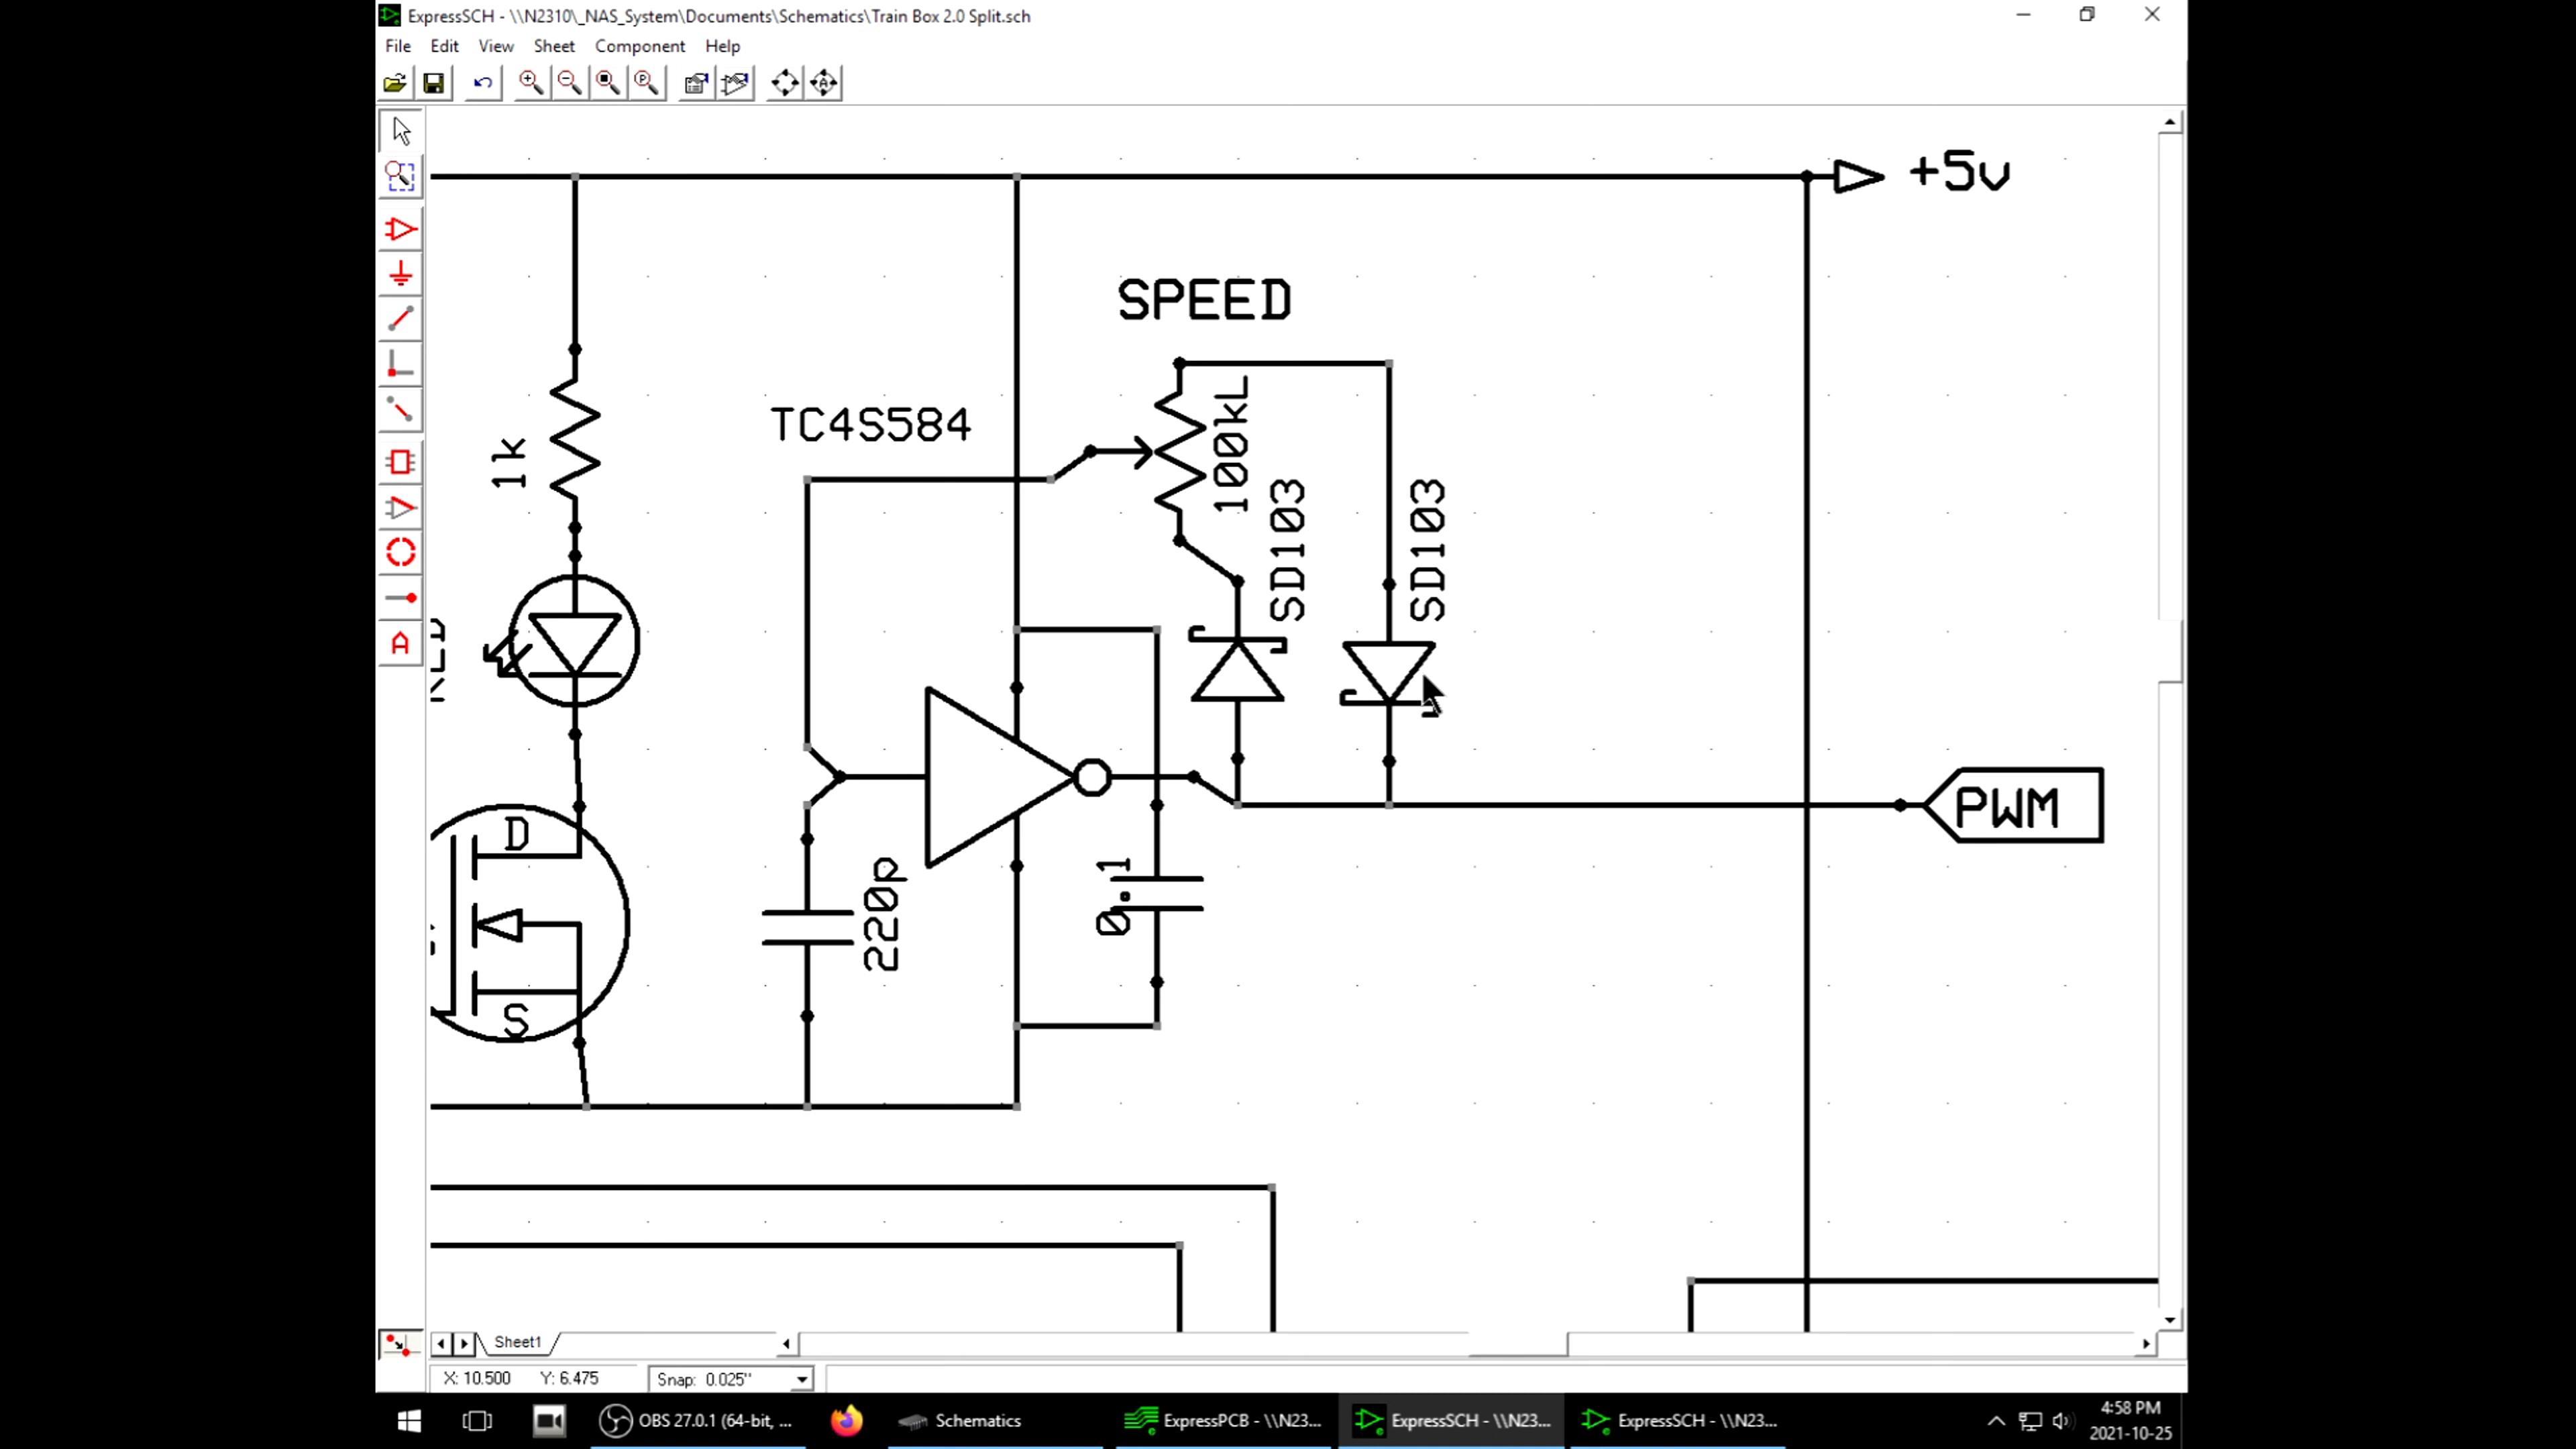 ExpressSCH - \\N2310\_NAS_System\Documents\Schematics\Train Box 2.0 Split.sch
File Edit View Sheet Component Help
+5v
SPEED
TC4S584
1k
100kL
SD103
SD103
PWM
D
S
220p
0.1
Sheet1
X: 10.500 Y: 6.475 Snap: 0.025"
OBS 27.0.1 (64-bit, ...
Schematics
ExpressPCB - \\N23...
ExpressSCH - \\N23...
ExpressSCH - \\N23...
4:58 PM
2021-10-25